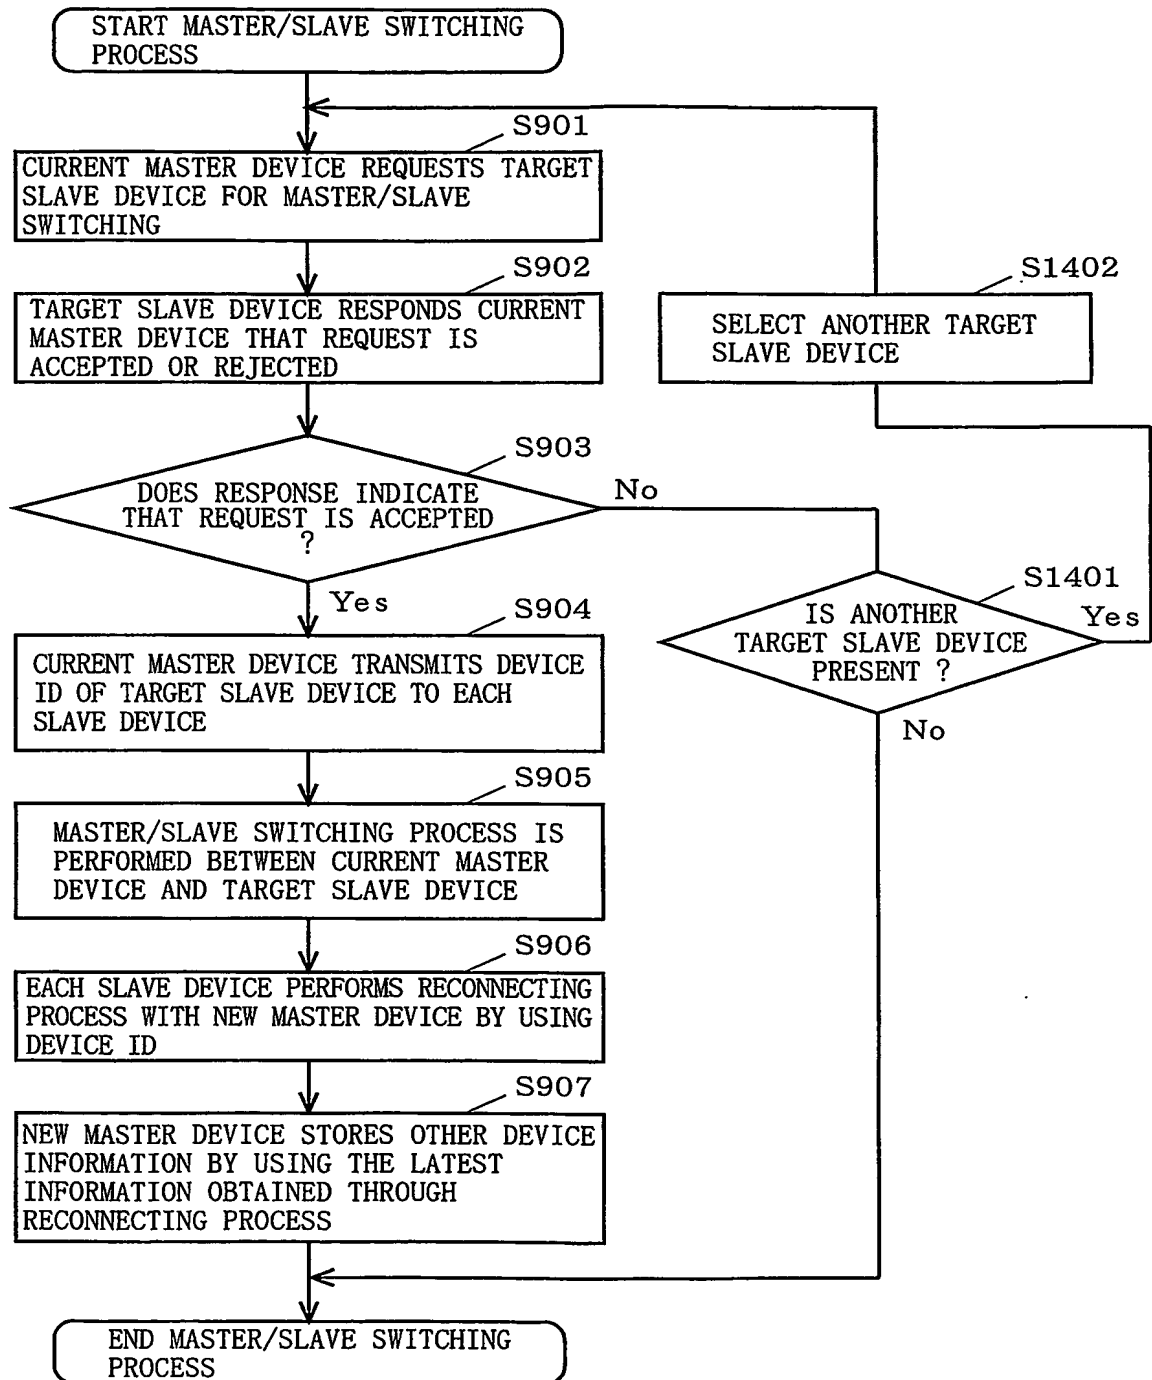 START MASTER/SLAVE SWITCHING
PROCESS
S901
CURRENT MASTER DEVICE REQUESTS TARGET
SLAVE DEVICE FOR MASTER/SLAVE
SWITCHING
S902
TARGET SLAVE DEVICE RESPONDS CURRENT
MASTER DEVICE THAT REQUEST IS
ACCEPTED OR REJECTED
S1402
SELECT ANOTHER TARGET
SLAVE DEVICE
S903
DOES RESPONSE INDICATE
THAT REQUEST IS ACCEPTED
?
No
Yes
S1401
IS ANOTHER
TARGET SLAVE DEVICE
PRESENT ?
Yes
No
S904
CURRENT MASTER DEVICE TRANSMITS DEVICE
ID OF TARGET SLAVE DEVICE TO EACH
SLAVE DEVICE
S905
MASTER/SLAVE SWITCHING PROCESS IS
PERFORMED BETWEEN CURRENT MASTER
DEVICE AND TARGET SLAVE DEVICE
S906
EACH SLAVE DEVICE PERFORMS RECONNECTING
PROCESS WITH NEW MASTER DEVICE BY USING
DEVICE ID
S907
NEW MASTER DEVICE STORES OTHER DEVICE
INFORMATION BY USING THE LATEST
INFORMATION OBTAINED THROUGH
RECONNECTING PROCESS
END MASTER/SLAVE SWITCHING
PROCESS